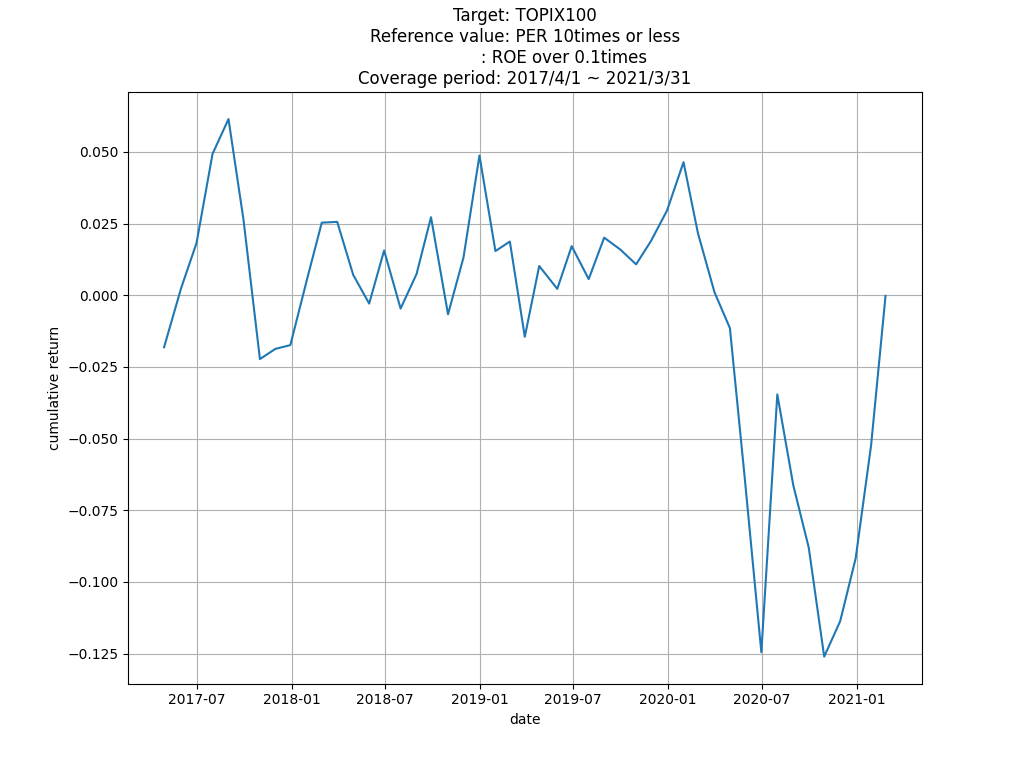 Target: TOPIX100
Reference value: PER 10times or less
: ROE over 0.1times
Coverage period: 2017/4/1 ~ 2021/3/31
0.050
0.025
0.000
−0.025
−0.050
−0.075
−0.100
−0.125
cumulative return
2017-07 2018-01 2018-07 2019-01 2019-07 2020-01 2020-07 2021-01
date